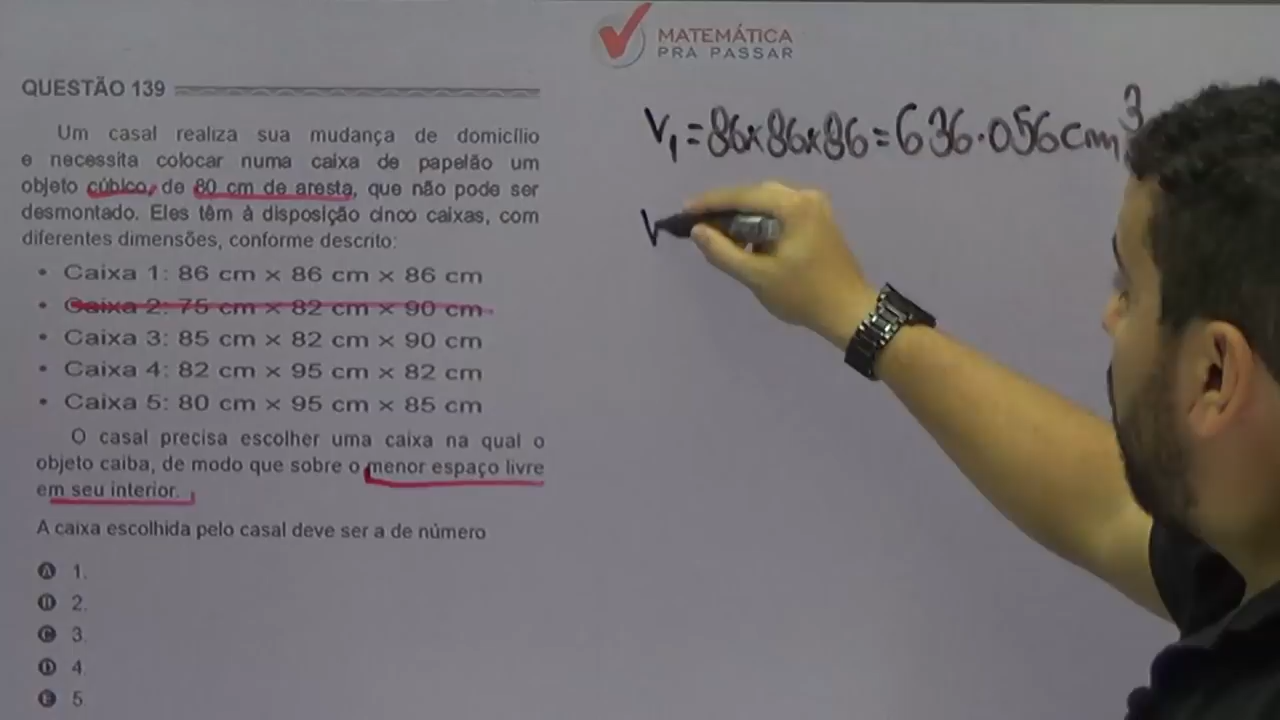 MATEMÁTICA
PRA PASSAR
QUESTÃO 139
Um casal realiza sua mudança de domicílio
e necessita colocar numa caixa de papelão um
objeto cúbico, de 80 cm de aresta, que não pode ser
desmontado. Eles têm à disposição cinco caixas, com
diferentes dimensões, conforme descrito:
• Caixa 1: 86 cm × 86 cm × 86 cm
• Caixa 2: 75 cm × 82 cm × 90 cm
• Caixa 3: 85 cm × 82 cm × 90 cm
• Caixa 4: 82 cm × 95 cm × 82 cm
• Caixa 5: 80 cm × 95 cm × 85 cm
O casal precisa escolher uma caixa na qual o
objeto caiba, de modo que sobre o menor espaço livre
em seu interior.
A caixa escolhida pelo casal deve ser a de número
A 1.
B 2.
C 3.
D 4.
E 5.
V₁=86×86×86=636.056cm³
V